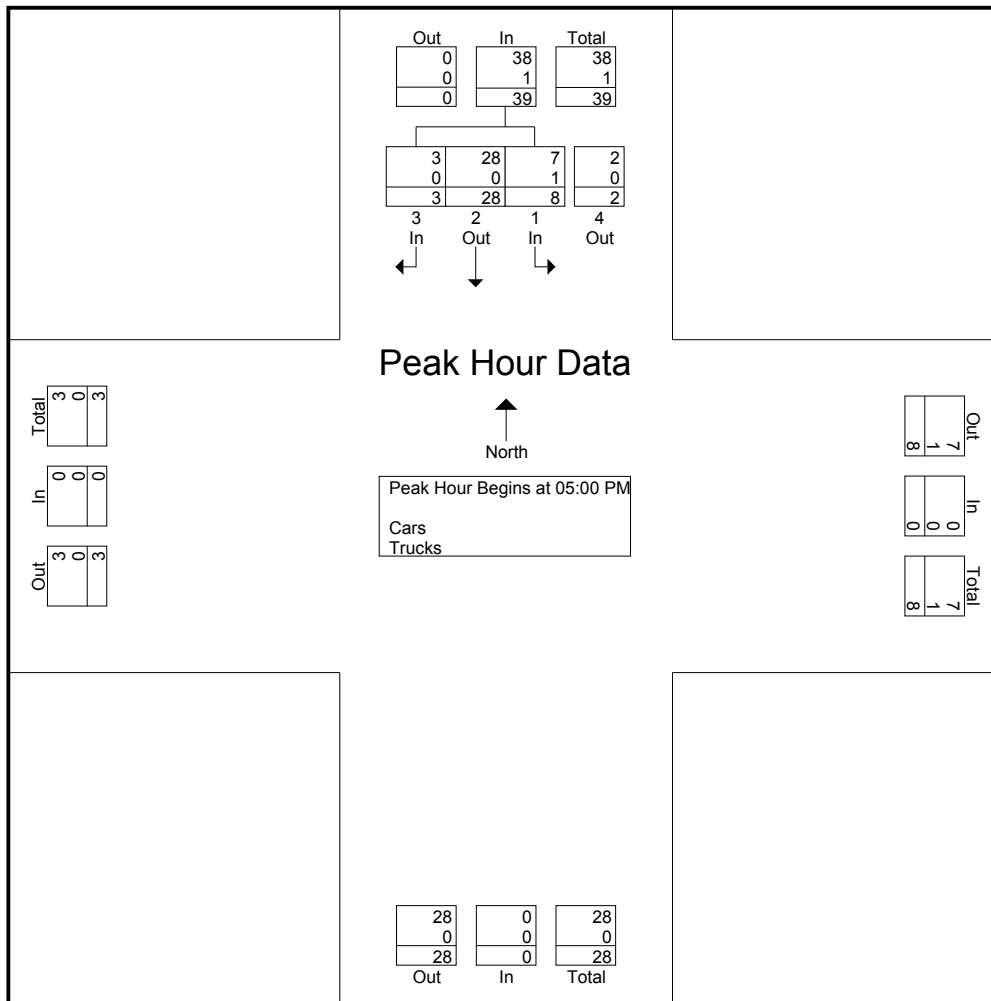 Out In Total
0 38 38
0 1 1
0 39 39
3 28 7 2
0 0 1 0
3 28 8 2
3 2 1 4
In Out In Out
Peak Hour Data
North
Peak Hour Begins at 05:00 PM
Cars
Trucks
Total
3 0 3
In
0 0 0
Out
3 0 3
Out
7 1 8
In
0 0 0
Total
7 1 8
28 0 28
0 0 0
28 0 28
Out In Total